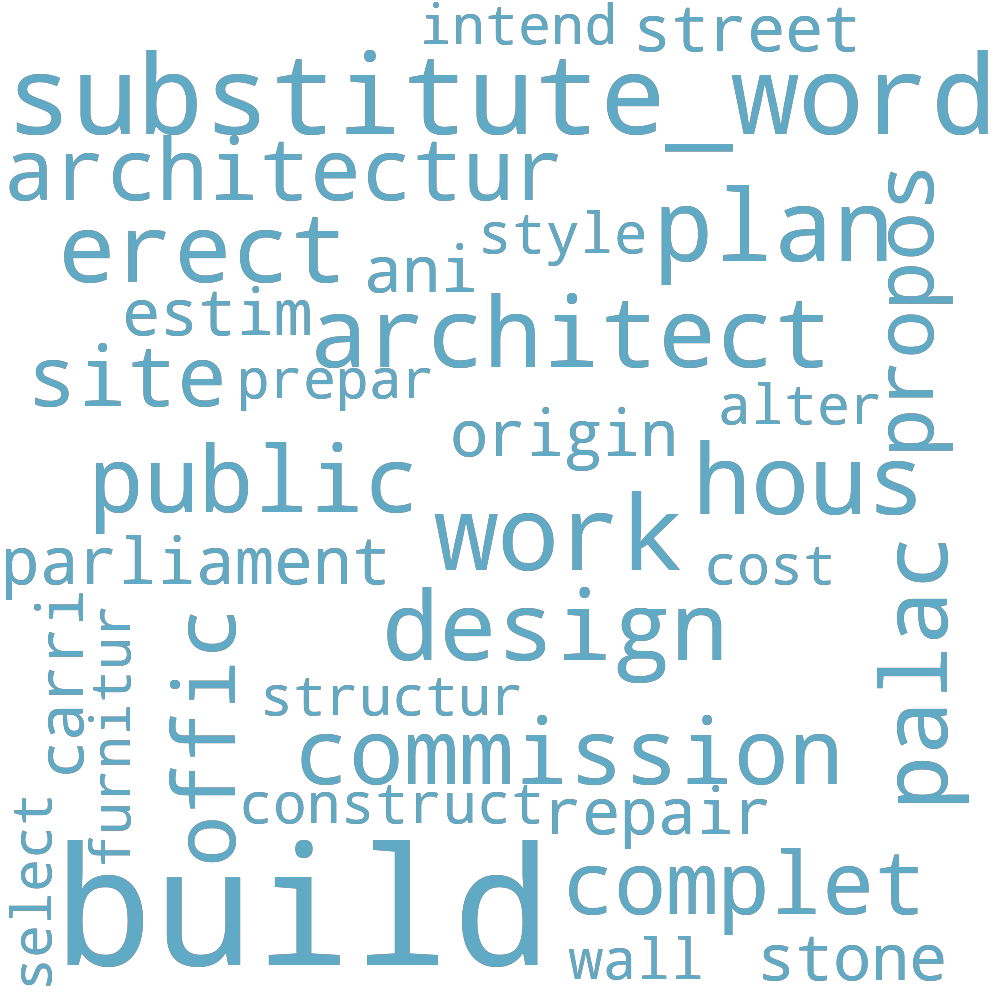 intend street
substitute_word
architectur
propos
erect style plan
ani
estim architect
site prepar
alter
origin
public hous
work
parliament cost
palac
design
carri
furnitur
offic
structur
commission
construct repair
select
build complet
wall stone